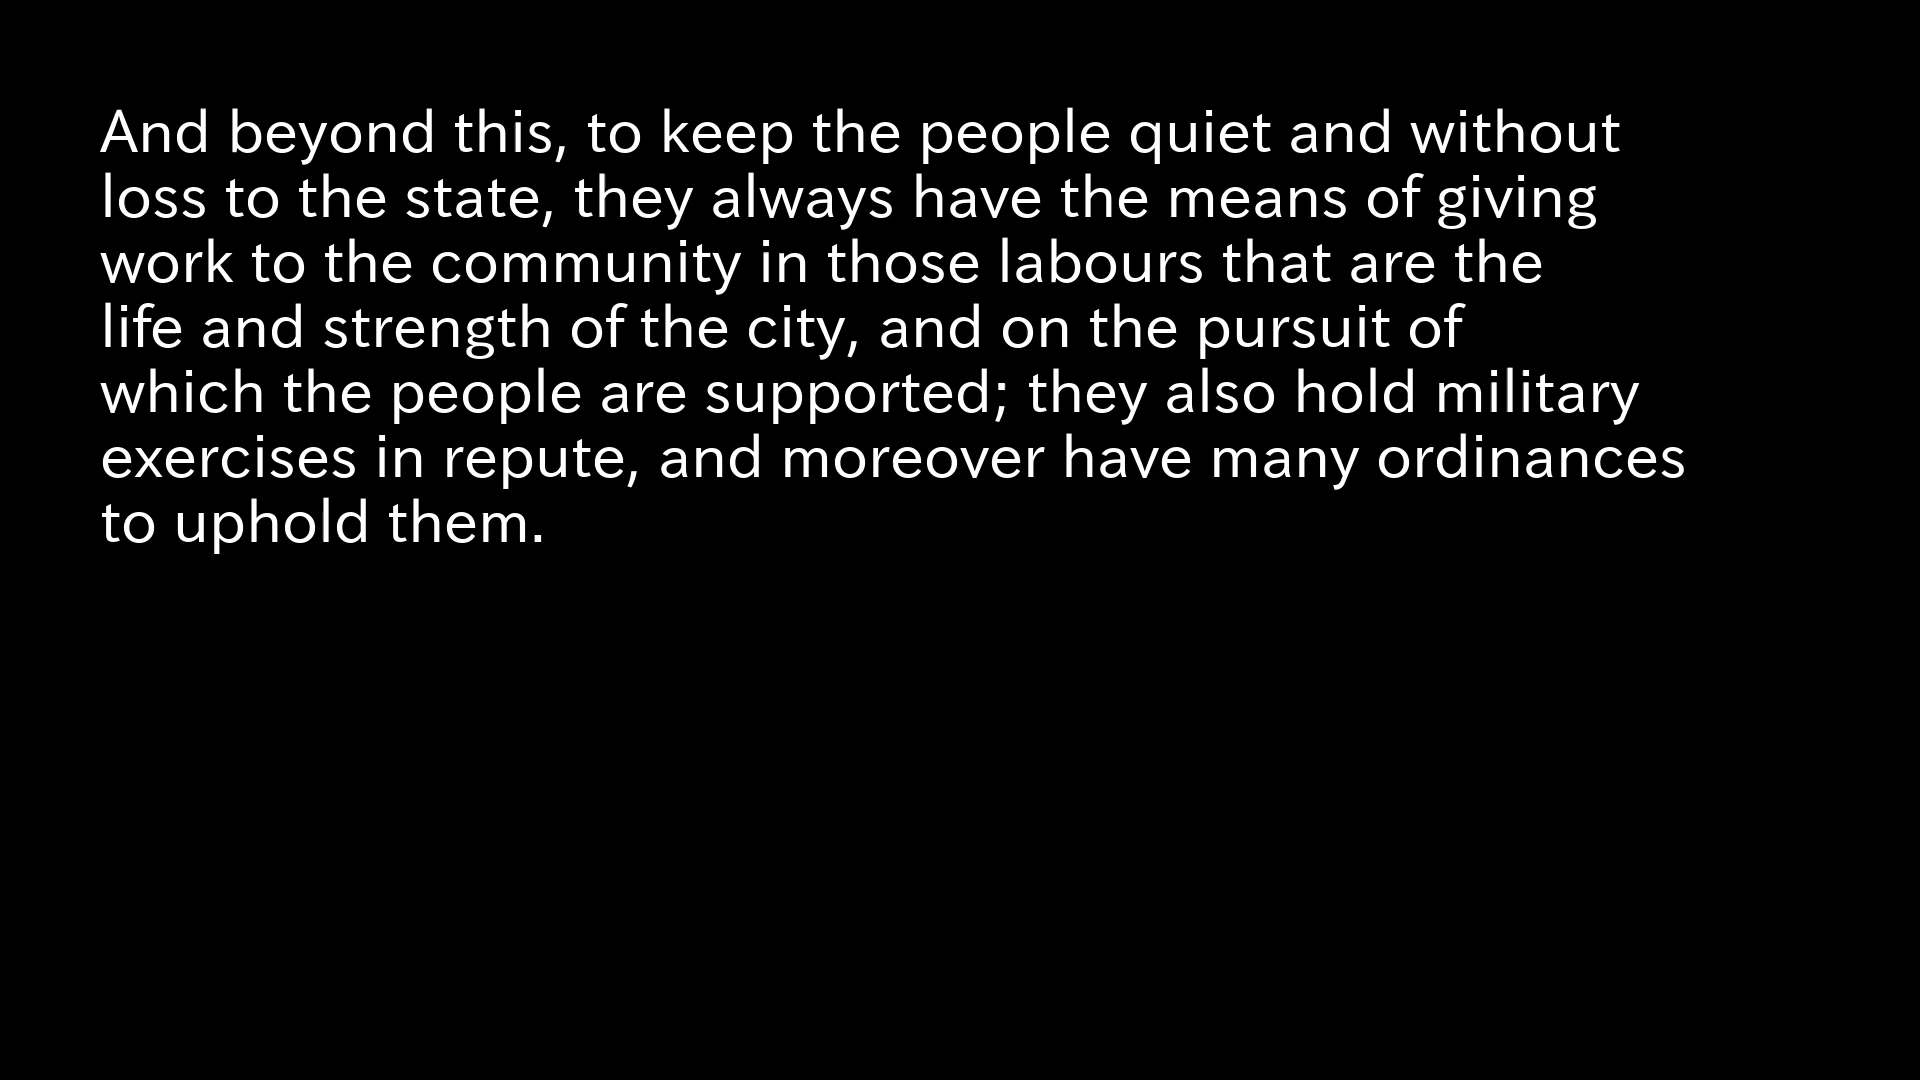 And beyond this, to keep the people quiet and without
loss to the state, they always have the means of giving
work to the community in those labours that are the
life and strength of the city, and on the pursuit of
which the people are supported; they also hold military
exercises in repute, and moreover have many ordinances
to uphold them.